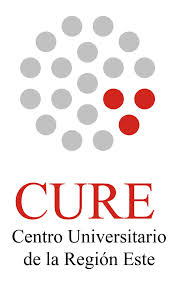 CURE
Centro Universitario
de la Región Este